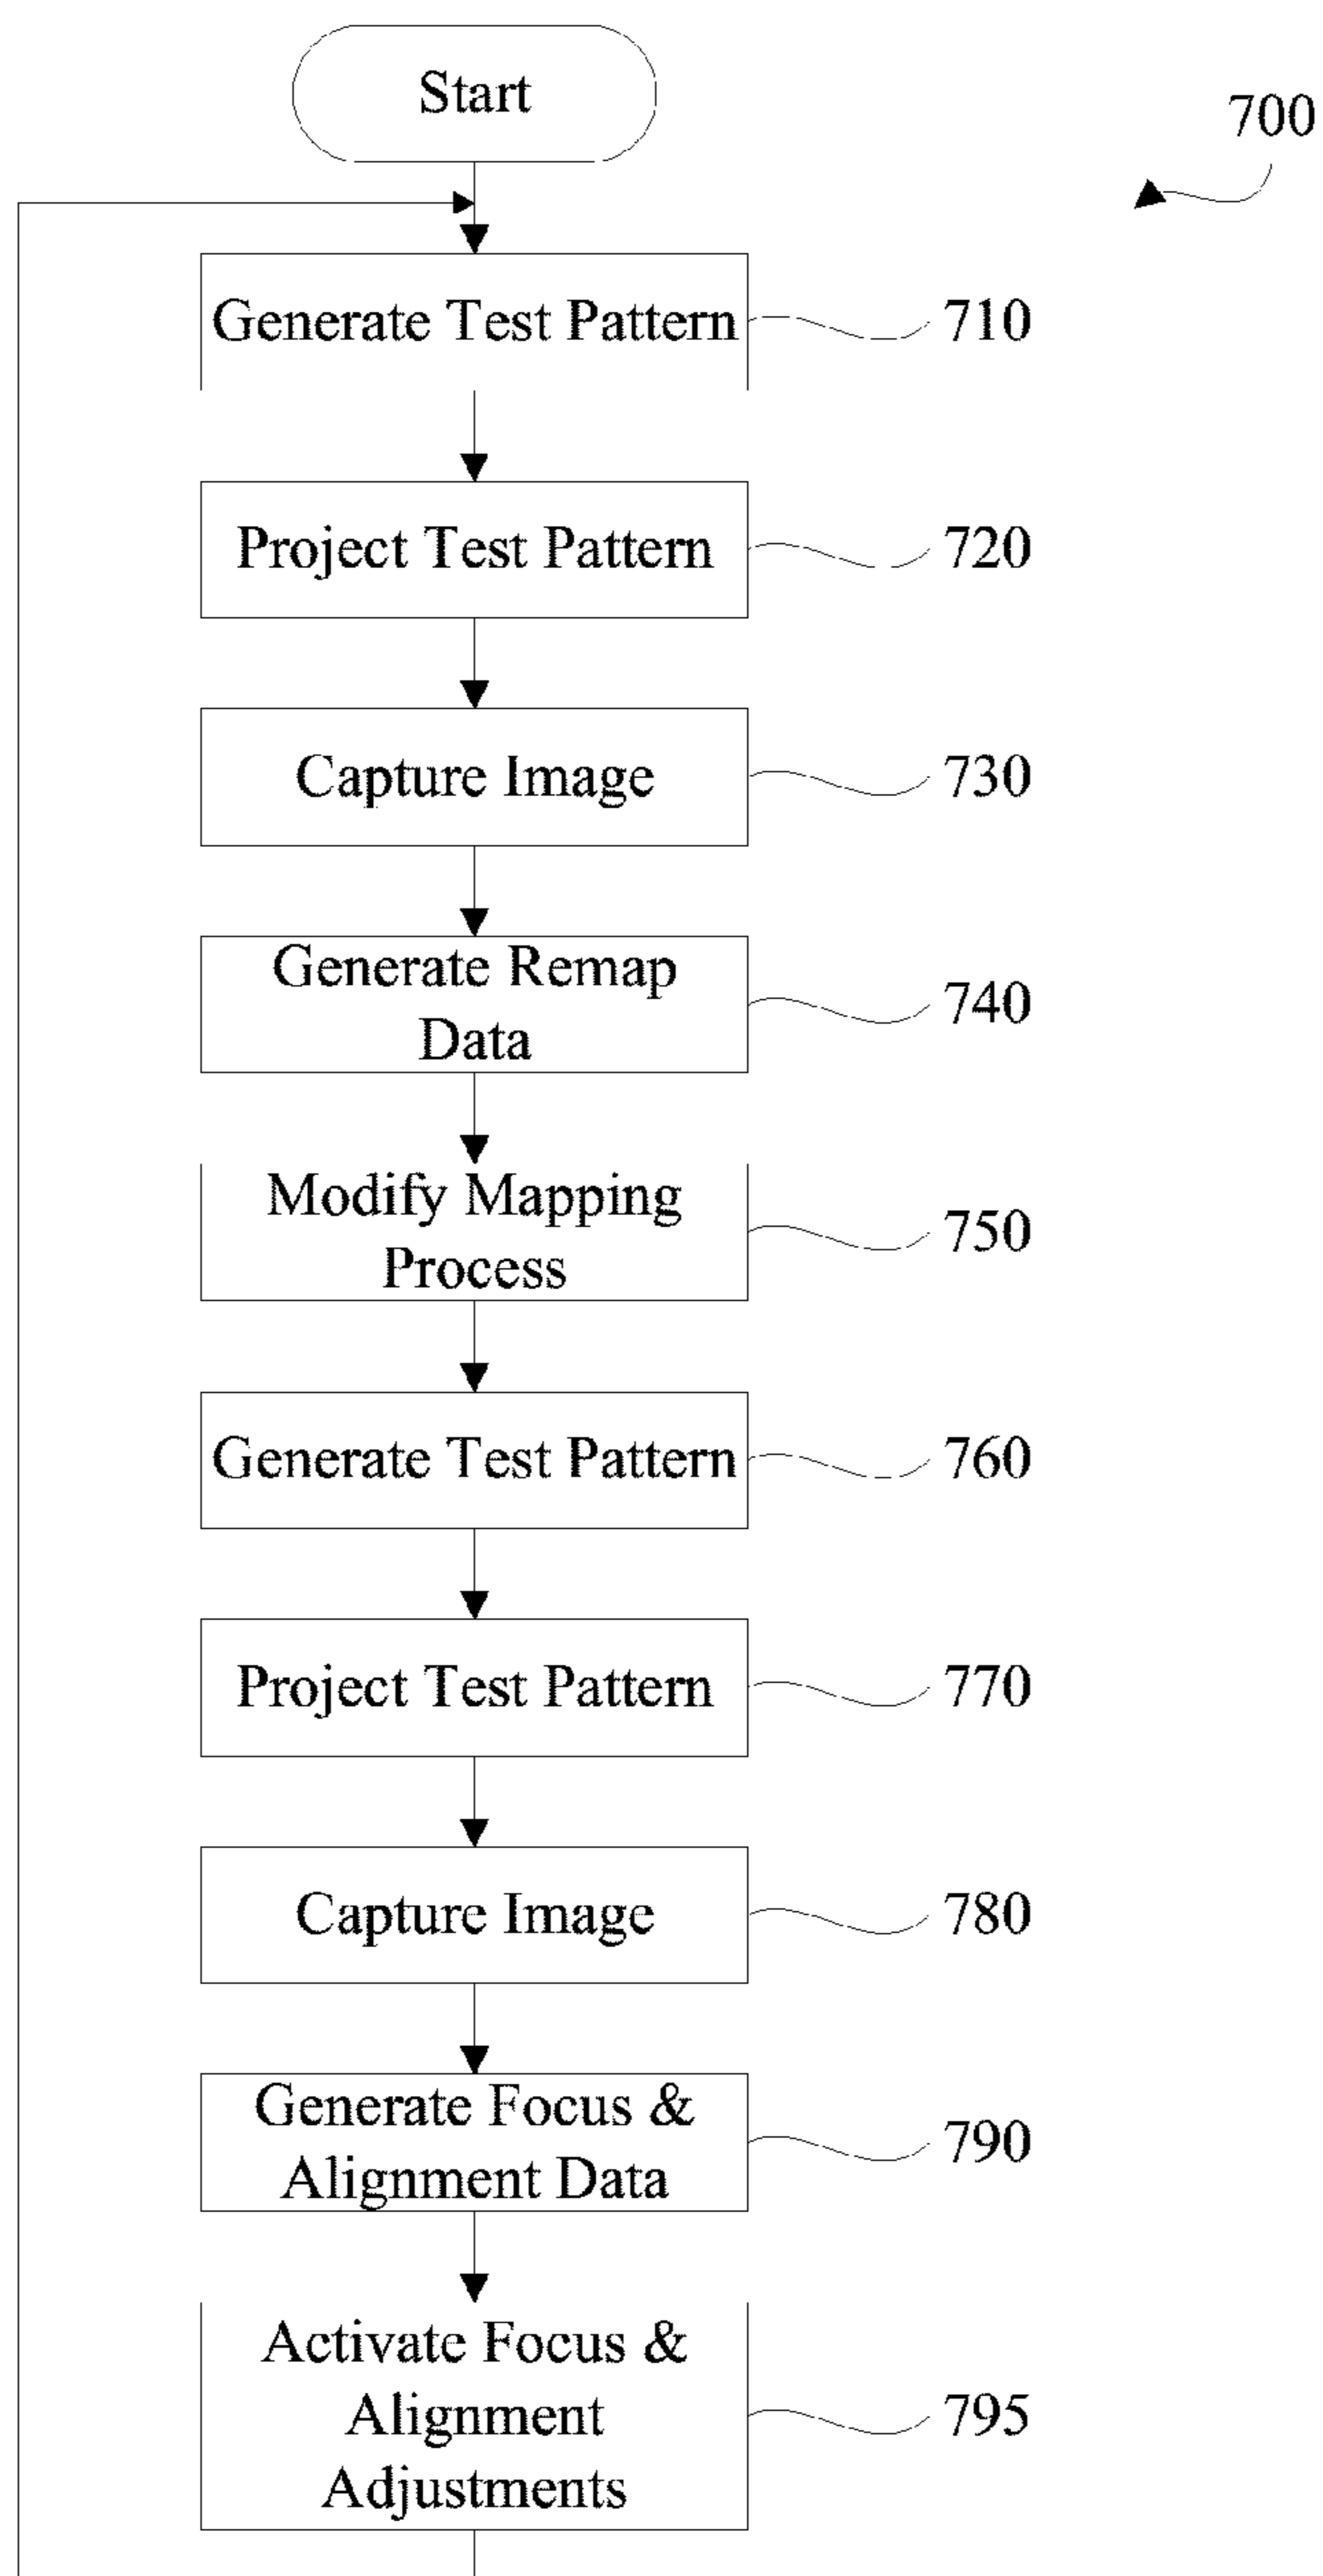 Start
700
Generate Test Pattern
710
Project Test Pattern
720
Capture Image
730
Generate Remap
Data
740
Modify Mapping
Process
750
Generate Test Pattern
760
Project Test Pattern
770
Capture Image
780
Generate Focus &
Alignment Data
790
Activate Focus &
Alignment
Adjustments
795